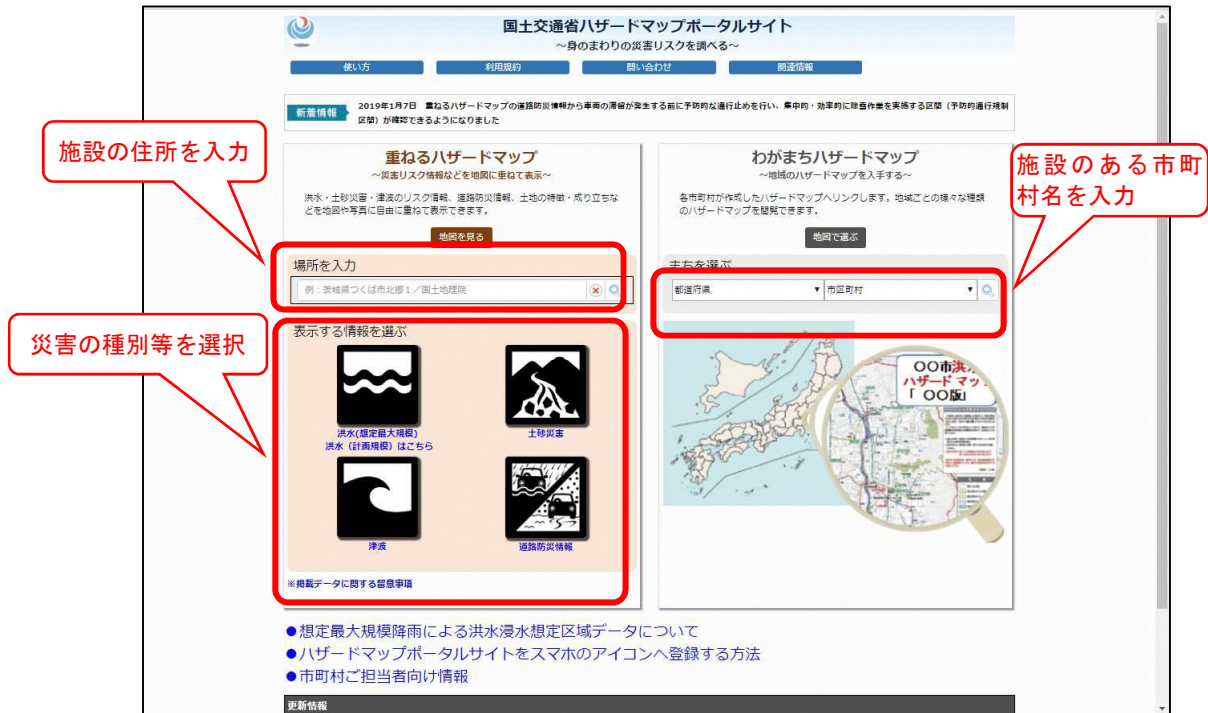 国土交通省ハザードマップポータルサイト
～身のまわりの災害リスクを調べる～
使い方
利用規約
問い合わせ
関連情報
新着情報
2019年1月7日 重ねるハザードマップの道路防災情報から車両の滞留が発生する前に予防的な通行止めを行い、集中的・効率的に除雪作業を実施する区間（予防的通行規制
区間）が確認できるようになりました
施設の住所を入力
重ねるハザードマップ
～災害リスク情報などを地図に重ねて表示～
洪水・土砂災害・津波のリスク情報、道路防災情報、土地の特徴・成り立ちな
どを地図や写真に自由に重ねて表示できます。
地図を見る
場所を入力
例：茨城県つくば市北郷１／国土地理院
災害の種別等を選択
表示する情報を選ぶ
洪水(想定最大規模)
洪水（計画規模）はこちら
土砂災害
津波
道路防災情報
※掲載データに関する留意事項
わがまちハザードマップ
～地域のハザードマップを入手する～
各市町村が作成したハザードマップへリンクします。地域ごとの様々な種類
のハザードマップを閲覧できます。
地図で選ぶ
施設のある市町
村名を入力
まちを選ぶ
都道府県
市区町村
〇〇市洪
ハザードマッ
「 〇〇版」
●想定最大規模降雨による洪水浸水想定区域データについて
●ハザードマップポータルサイトをスマホのアイコンへ登録する方法
●市町村ご担当者向け情報
更新情報